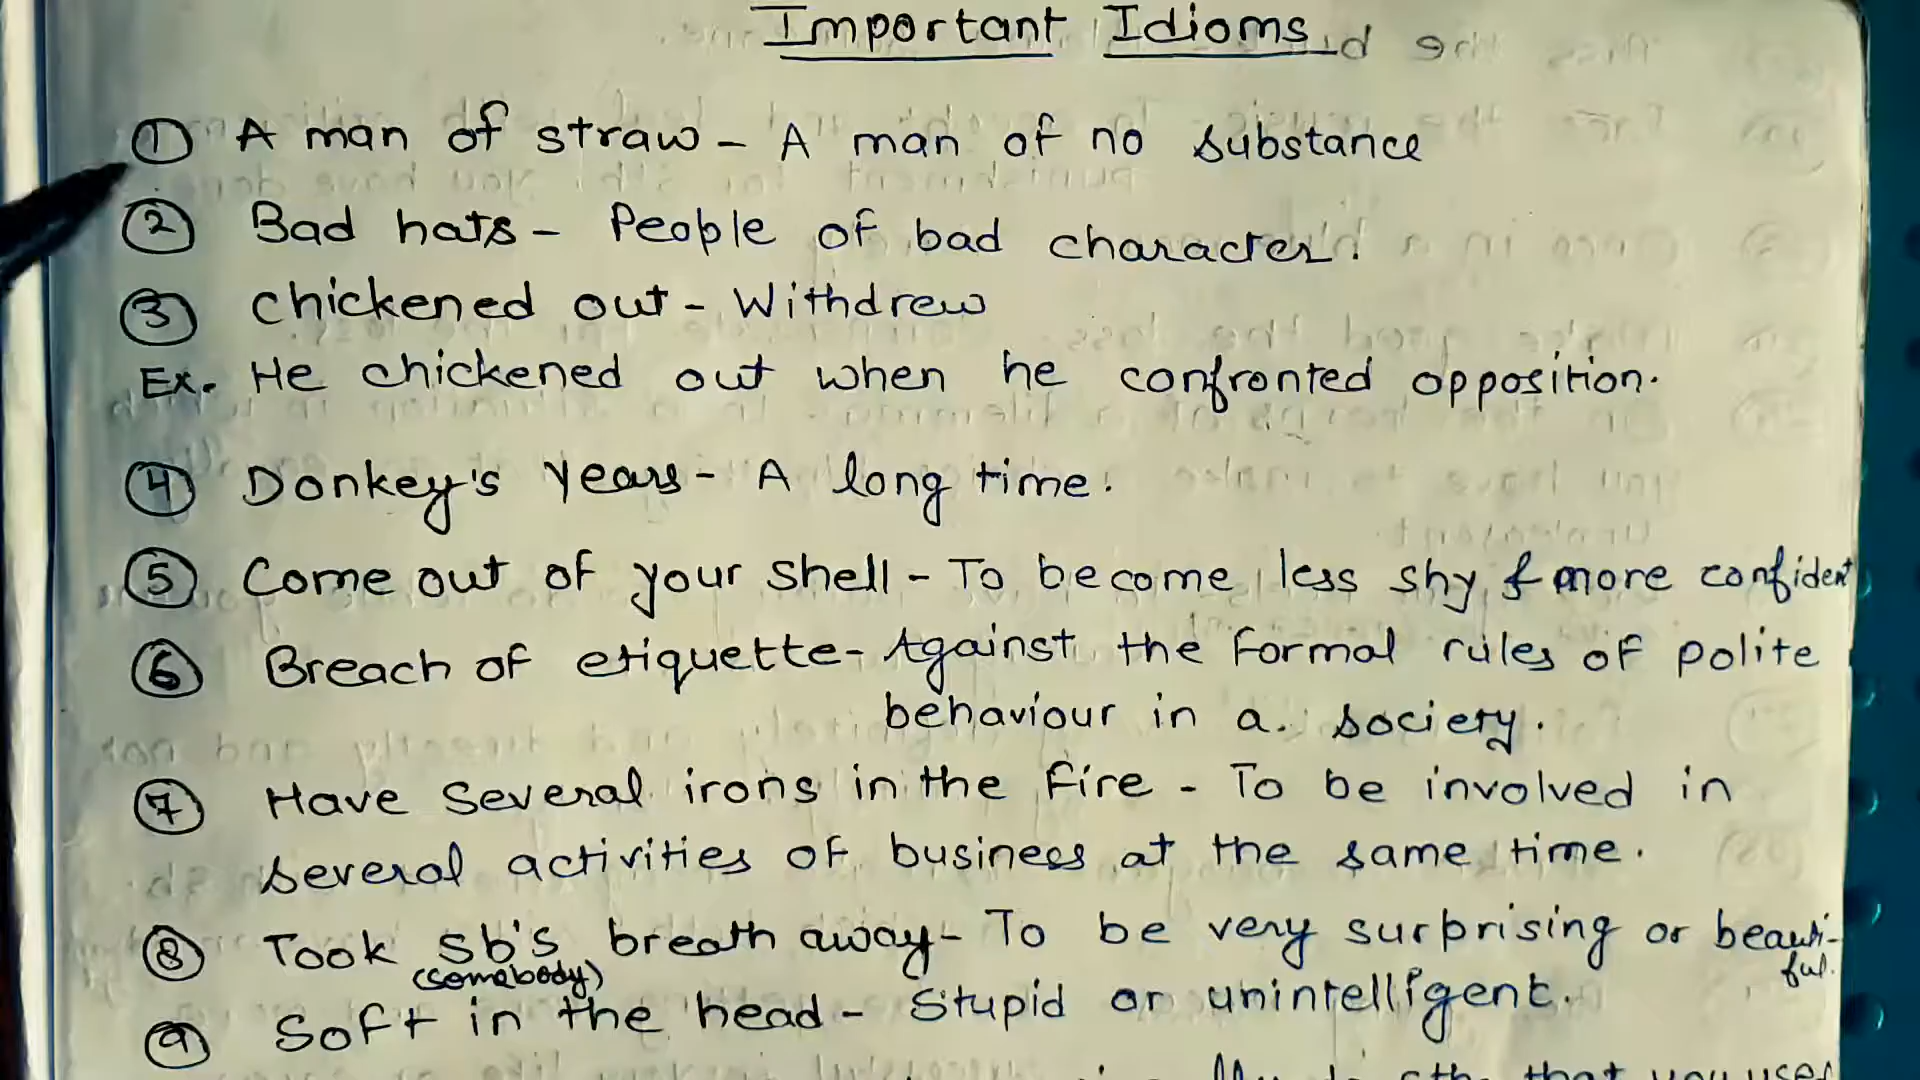 Important Idioms
① A man of straw - A man of no substance
② Bad hats - People of bad character.
③ Chickened out - Withdrew
Ex. He chickened out when he confronted opposition.
④ Donkey's years - A long time.
⑤ Come out of your shell - To become less shy & more confident
⑥ Breach of etiquette - Against the formal rules of polite
behaviour in a society.
⑦ Have several irons in the fire - To be involved in
several activities of business at the same time.
⑧ Took sb's breath away - To be very surprising or beauti-
(somebody) ful.
⑨ Soft in the head - Stupid or unintelligent.
that you use